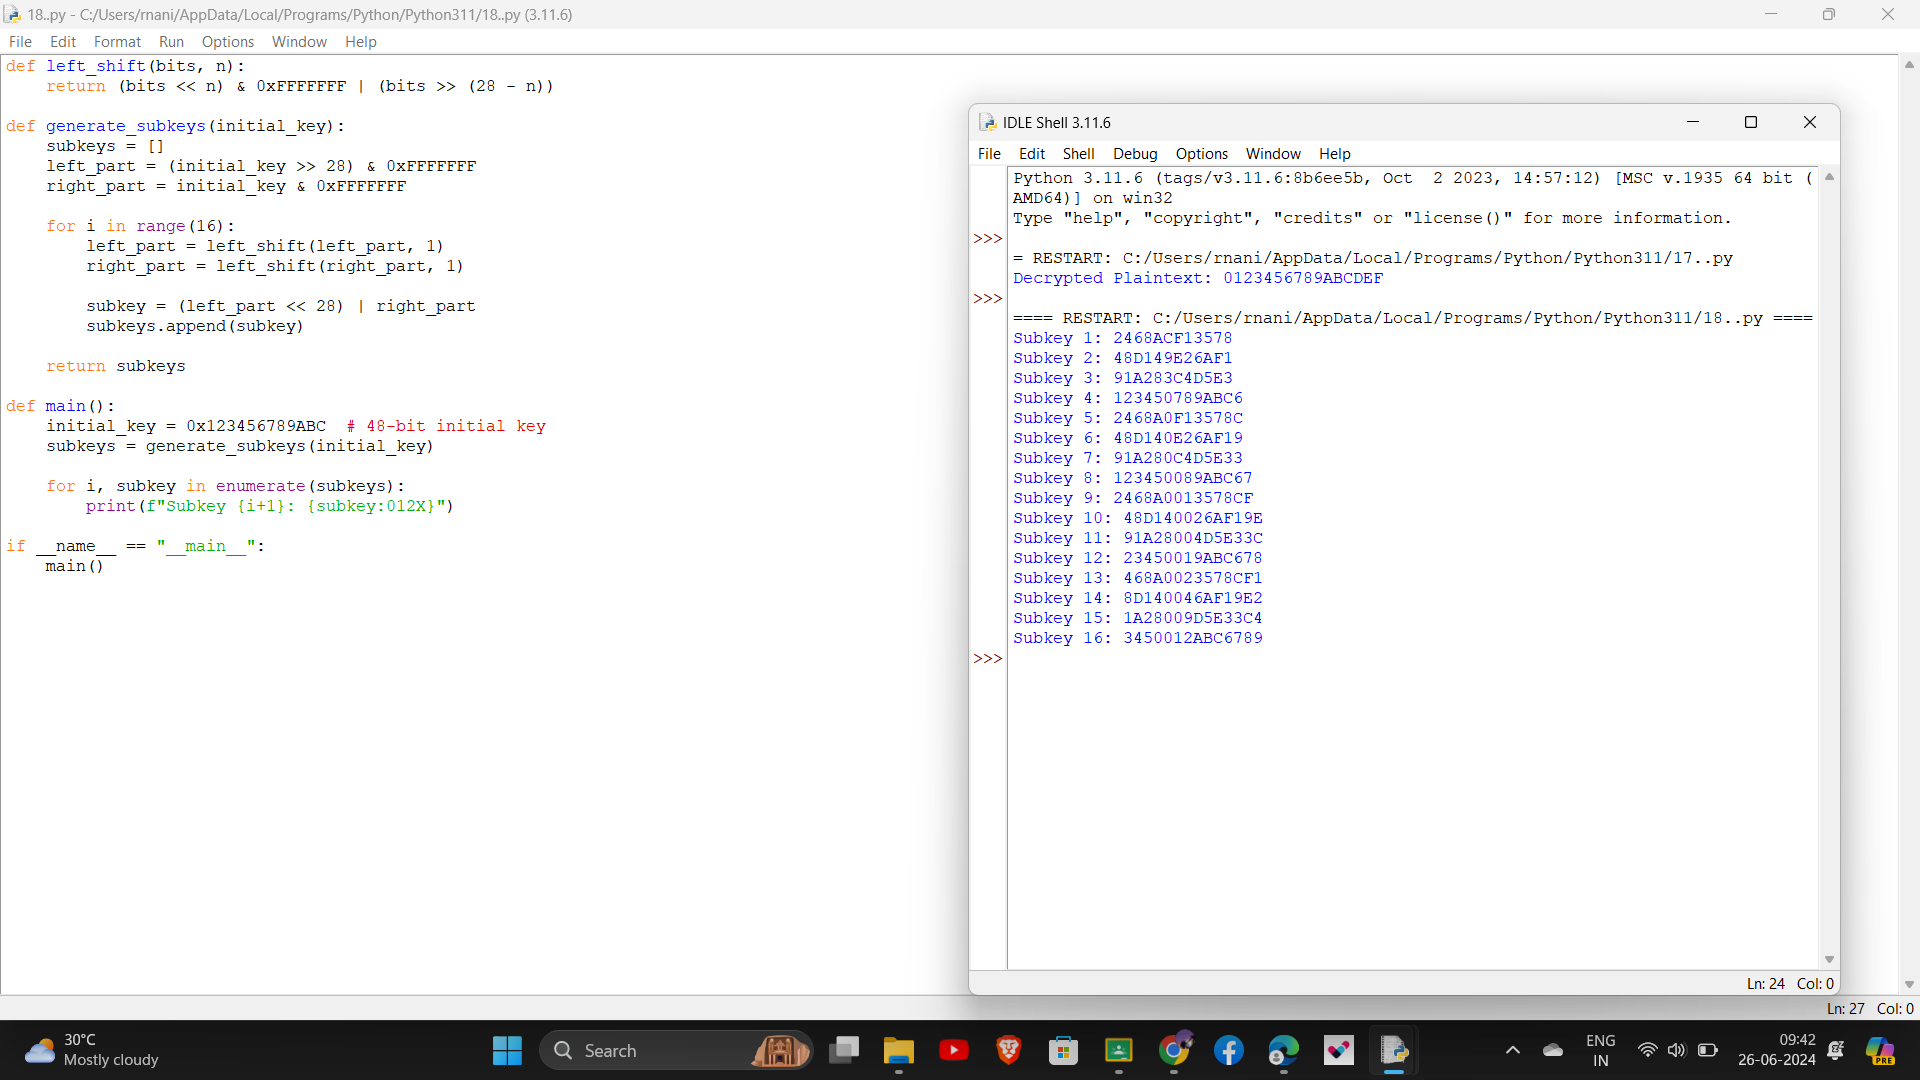 18..py - C:/Users/rnani/AppData/Local/Programs/Python/Python311/18..py (3.11.6)
File Edit Format Run Options Window Help
def left_shift(bits, n):
    return (bits << n) & 0xFFFFFFF | (bits >> (28 - n))

def generate_subkeys(initial_key):
    subkeys = []
    left_part = (initial_key >> 28) & 0xFFFFFFF
    right_part = initial_key & 0xFFFFFFF

    for i in range(16):
        left_part = left_shift(left_part, 1)
        right_part = left_shift(right_part, 1)

        subkey = (left_part << 28) | right_part
        subkeys.append(subkey)

    return subkeys

def main():
    initial_key = 0x123456789ABC  # 48-bit initial key
    subkeys = generate_subkeys(initial_key)

    for i, subkey in enumerate(subkeys):
        print(f"Subkey {i+1}: {subkey:012X}")

if __name__ == "__main__":
    main()
IDLE Shell 3.11.6
File Edit Shell Debug Options Window Help
Python 3.11.6 (tags/v3.11.6:8b6ee5b, Oct  2 2023, 14:57:12) [MSC v.1935 64 bit (
AMD64)] on win32
Type "help", "copyright", "credits" or "license()" for more information.
>>>
= RESTART: C:/Users/rnani/AppData/Local/Programs/Python/Python311/17..py
Decrypted Plaintext: 0123456789ABCDEF
>>>
==== RESTART: C:/Users/rnani/AppData/Local/Programs/Python/Python311/18..py ====
Subkey 1: 2468ACF13578
Subkey 2: 48D149E26AF1
Subkey 3: 91A283C4D5E3
Subkey 4: 123450789ABC6
Subkey 5: 2468A0F13578C
Subkey 6: 48D140E26AF19
Subkey 7: 91A280C4D5E33
Subkey 8: 123450089ABC67
Subkey 9: 2468A0013578CF
Subkey 10: 48D140026AF19E
Subkey 11: 91A28004D5E33C
Subkey 12: 23450019ABC678
Subkey 13: 468A0023578CF1
Subkey 14: 8D140046AF19E2
Subkey 15: 1A28009D5E33C4
Subkey 16: 3450012ABC6789
>>>
Ln: 24 Col: 0
Ln: 27 Col: 0
30°C
Mostly cloudy
Search
ENG
IN
09:42
26-06-2024
PRE